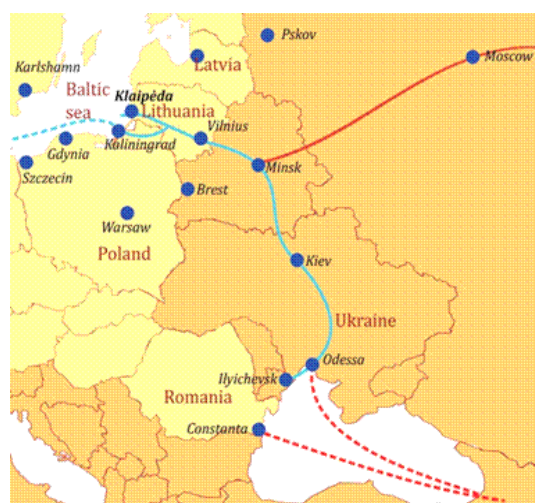 Pskov
Moscow
Karlshamn
Latvia
Baltic
sea
Klaipėda
Lithuania
Koliningrad
Vilnius
Gdynia
Minsk
Szczecin
Brest
Warsaw
Poland
Kiev
Ukraine
Odessa
Ilyichevsk
Romania
Constanta